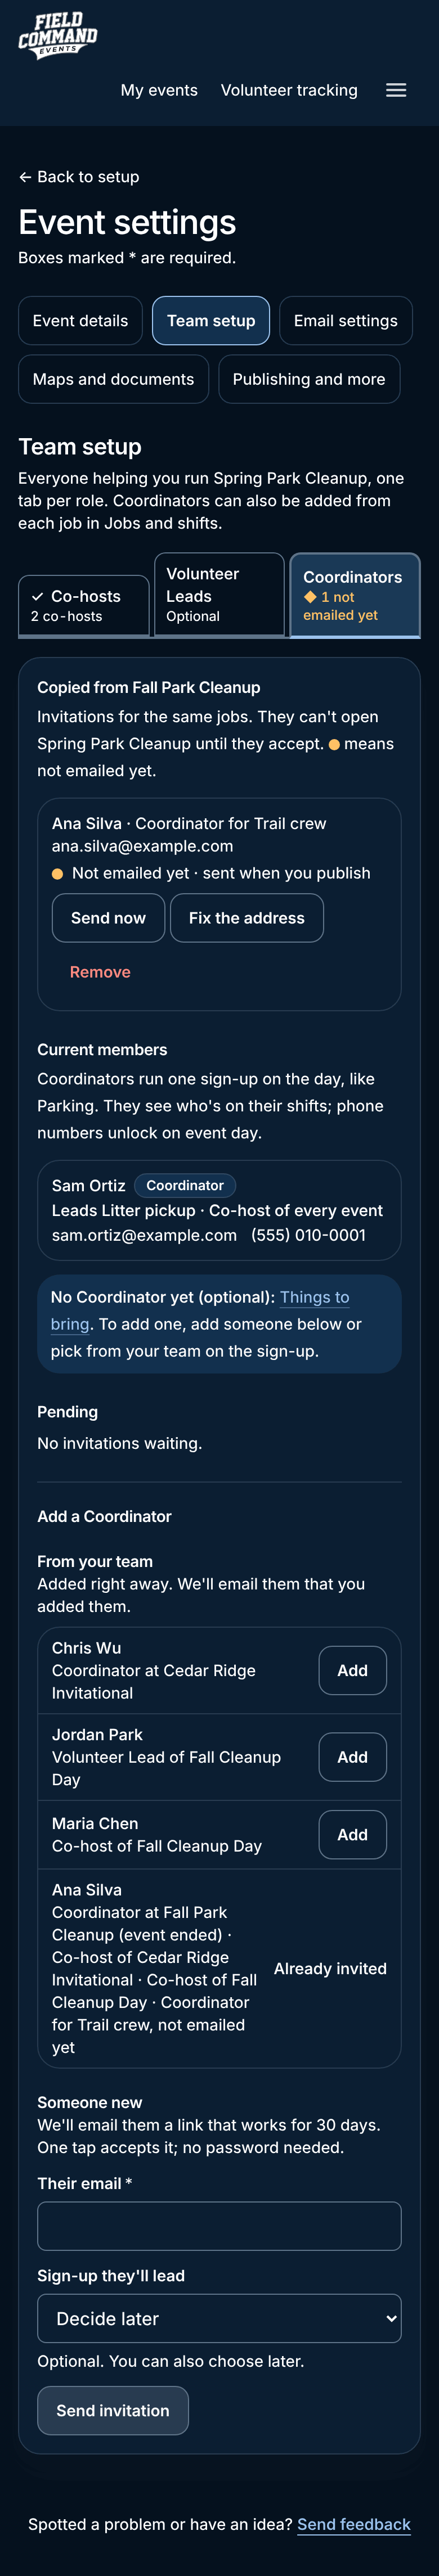 FIELD
COMMAND
EVENTS
My events Volunteer tracking
← Back to setup
Event settings
Boxes marked * are required.
Event details Team setup Email settings
Maps and documents Publishing and more
Team setup
Everyone helping you run Spring Park Cleanup, one
tab per role. Coordinators can also be added from
each job in Jobs and shifts.
✓ Co-hosts
2 co-hosts
Volunteer
Leads
Optional
Coordinators
◆ 1 not
emailed yet
Copied from Fall Park Cleanup
Invitations for the same jobs. They can't open
Spring Park Cleanup until they accept. ● means
not emailed yet.
Ana Silva · Coordinator for Trail crew
ana.silva@example.com
● Not emailed yet · sent when you publish
Send now Fix the address
Remove
Current members
Coordinators run one sign-up on the day, like
Parking. They see who's on their shifts; phone
numbers unlock on event day.
Sam Ortiz Coordinator
Leads Litter pickup · Co-host of every event
sam.ortiz@example.com (555) 010-0001
No Coordinator yet (optional): Things to
bring. To add one, add someone below or
pick from your team on the sign-up.
Pending
No invitations waiting.
Add a Coordinator
From your team
Added right away. We'll email them that you
added them.
Chris Wu
Coordinator at Cedar Ridge
Invitational
Add
Jordan Park
Volunteer Lead of Fall Cleanup
Day
Add
Maria Chen
Co-host of Fall Cleanup Day
Add
Ana Silva
Coordinator at Fall Park
Cleanup (event ended) ·
Co-host of Cedar Ridge
Invitational · Co-host of Fall
Cleanup Day · Coordinator
for Trail crew, not emailed
yet
Already invited
Someone new
We'll email them a link that works for 30 days.
One tap accepts it; no password needed.
Their email *
Sign-up they'll lead
Decide later
Optional. You can also choose later.
Send invitation
Spotted a problem or have an idea? Send feedback